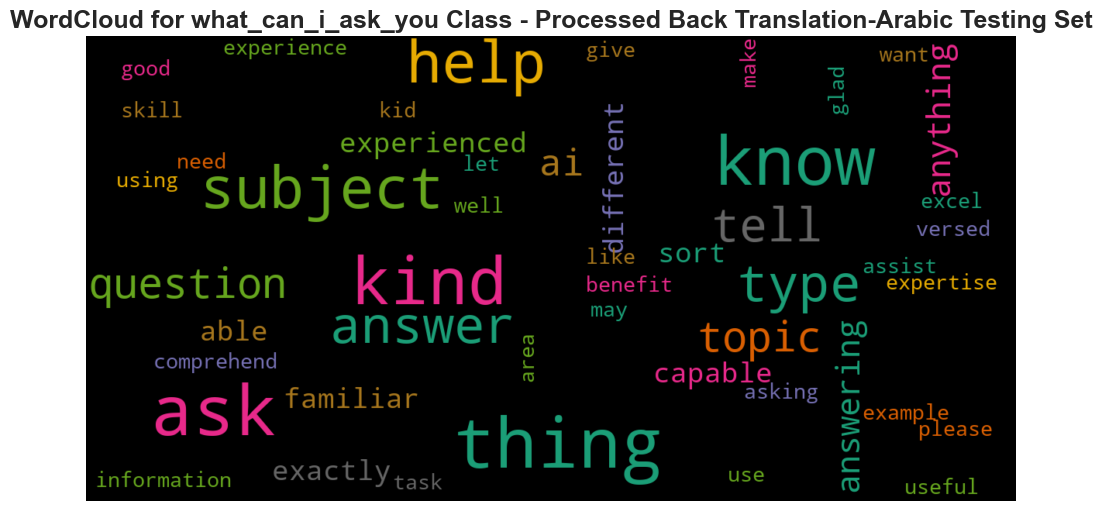 WordCloud for what_can_i_ask_you Class - Processed Back Translation-Arabic Testing Set
experience
help
give
make
want
anything
good
glad
skill
kid
different
experienced
ai
know
need
let
using
subject
well
excel
tell
versed
like
sort
assist
question
kind
benefit
type
expertise
may
answer
able
topic
area
answering
comprehend
capable
ask
familiar
asking
example
please
thing
information
exactly
task
use
useful